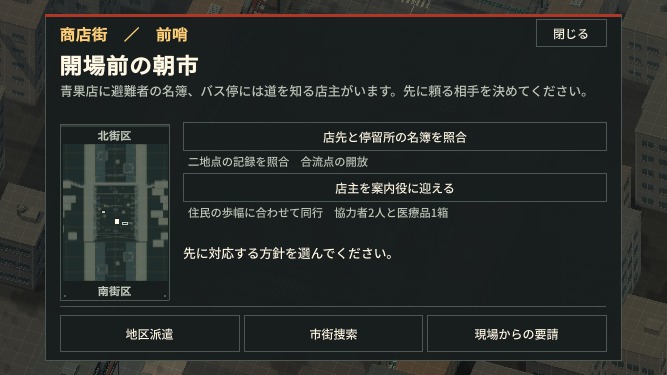 商店街　／　前哨
閉じる
開場前の朝市
青果店に避難者の名簿、バス停には道を知る店主がいます。先に頼る相手を決めてください。
北街区
南街区
店先と停留所の名簿を照合
二地点の記録を照合　合流点の開放
店主を案内役に迎える
住民の歩幅に合わせて同行　協力者2人と医療品1箱
先に対応する方針を選んでください。
地区派遣
市街捜索
現場からの要請